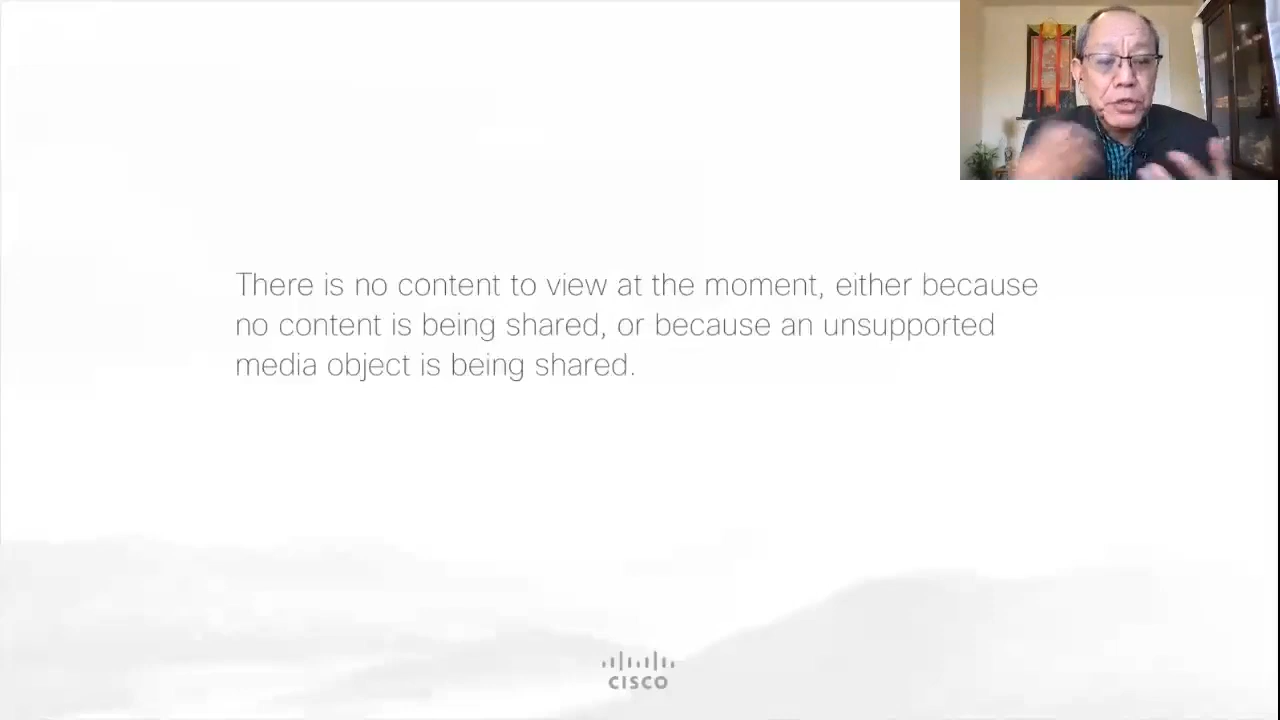 There is no content to view at the moment, either because
no content is being shared, or because an unsupported
media object is being shared.
CISCO